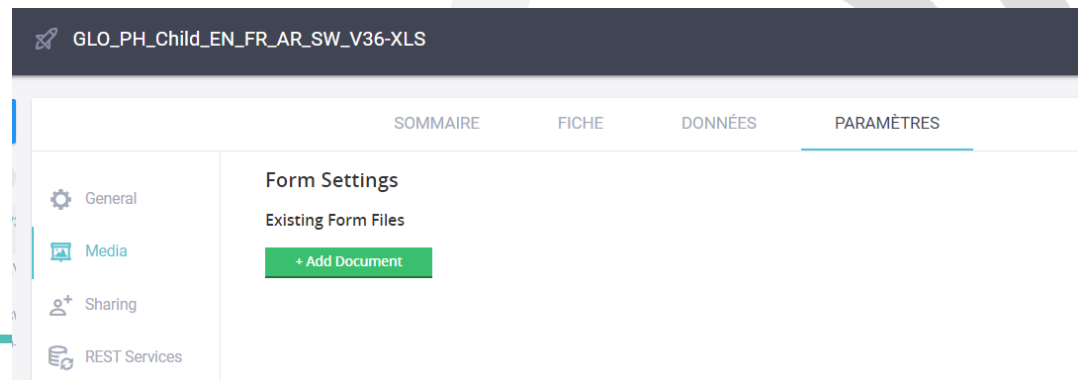 GLO_PH_Child_EN_FR_AR_SW_V36-XLS
SOMMAIRE FICHE DONNÉES PARAMÈTRES
General
Media
Sharing
REST Services
Form Settings
Existing Form Files
+ Add Document